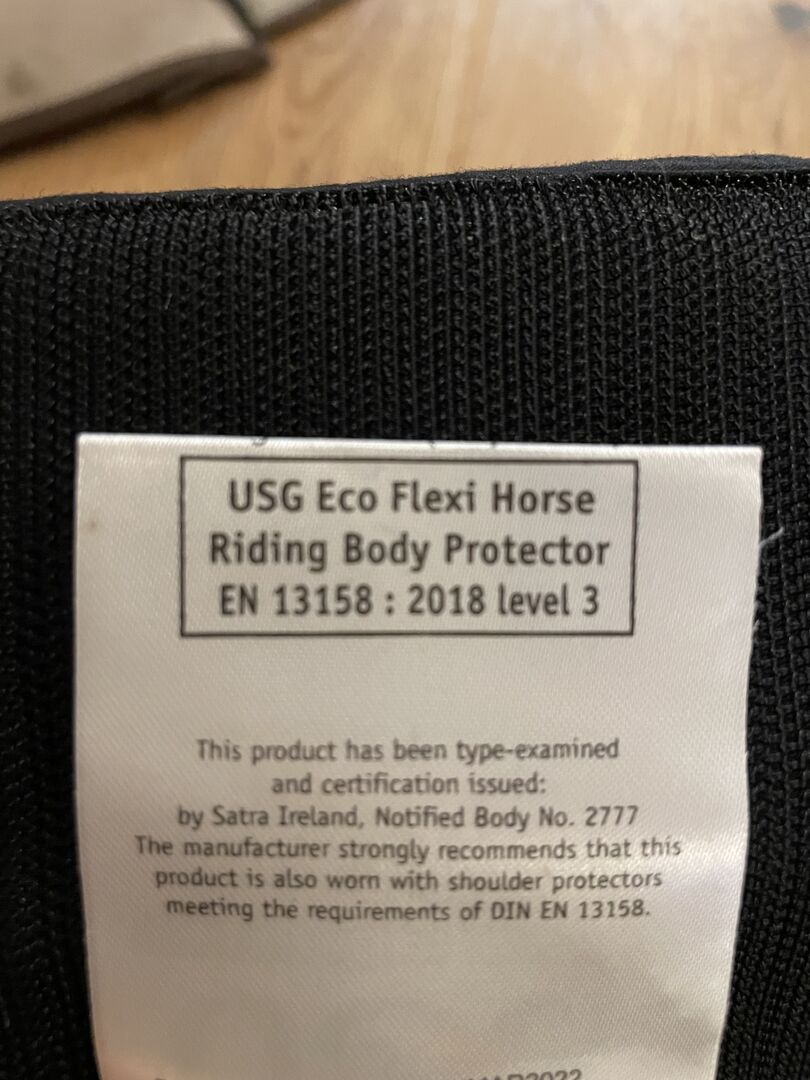 USG Eco Flexi Horse
Riding Body Protector
EN 13158 : 2018 level 3
This product has been type-examined
and certification issued:
by Satra Ireland, Notified Body No. 2777
The manufacturer strongly recommends that this
product is also worn with shoulder protectors
meeting the requirements of DIN EN 13158.